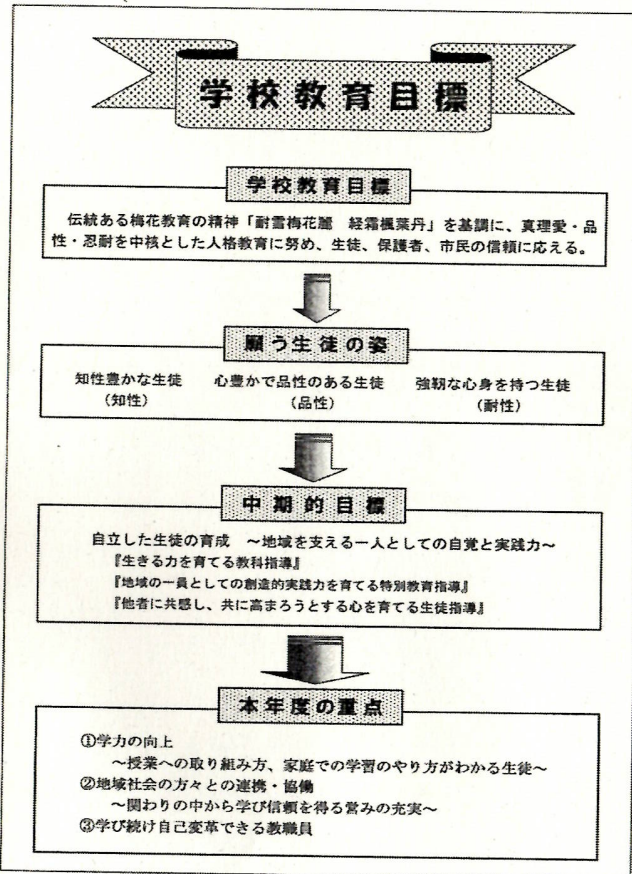 学校教育目標
学校教育目標
伝統ある梅花教育の精神「耐雪梅花麗　経霜楓葉丹」を基調に、真理愛・品
性・忍耐を中核とした人格教育に努め、生徒、保護者、市民の信頼に応える。
願う生徒の姿
知性豊かな生徒　心豊かで品性のある生徒　強靭な心身を持つ生徒
（知性）　（品性）　（耐性）
中期的目標
自立した生徒の育成　～地域を支える一人としての自覚と実践力～
『生きる力を育てる教科指導』
『地域の一員としての創造的実践力を育てる特別教育指導』
『他者に共感し、共に高まろうとする心を育てる生徒指導』
本年度の重点
①学力の向上
～授業への取り組み方、家庭での学習のやり方がわかる生徒～
②地域社会の方々との連携・協働
～関わりの中から学び信頼を得る営みの充実～
③学び続け自己変革できる教職員